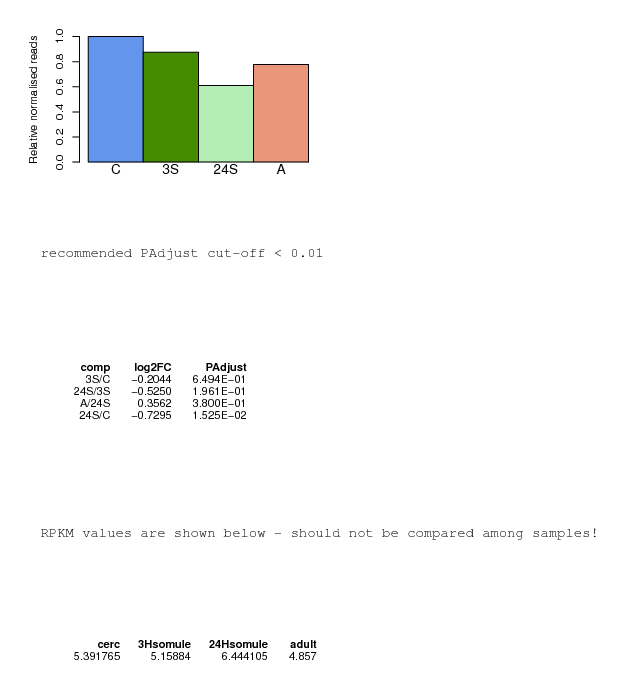 Relative normalised reads
1.0
0.8
0.6
0.4
0.2
0.0
C 3S 24S A
recommended PAdjust cut-off < 0.01
comp log2FC PAdjust
3S/C −0.2044 6.494E−01
24S/3S −0.5250 1.961E−01
A/24S 0.3562 3.800E−01
24S/C −0.7295 1.525E−02
RPKM values are shown below - should not be compared among samples!
cerc 3Hsomule 24Hsomule adult
5.391765 5.15884 6.444105 4.857